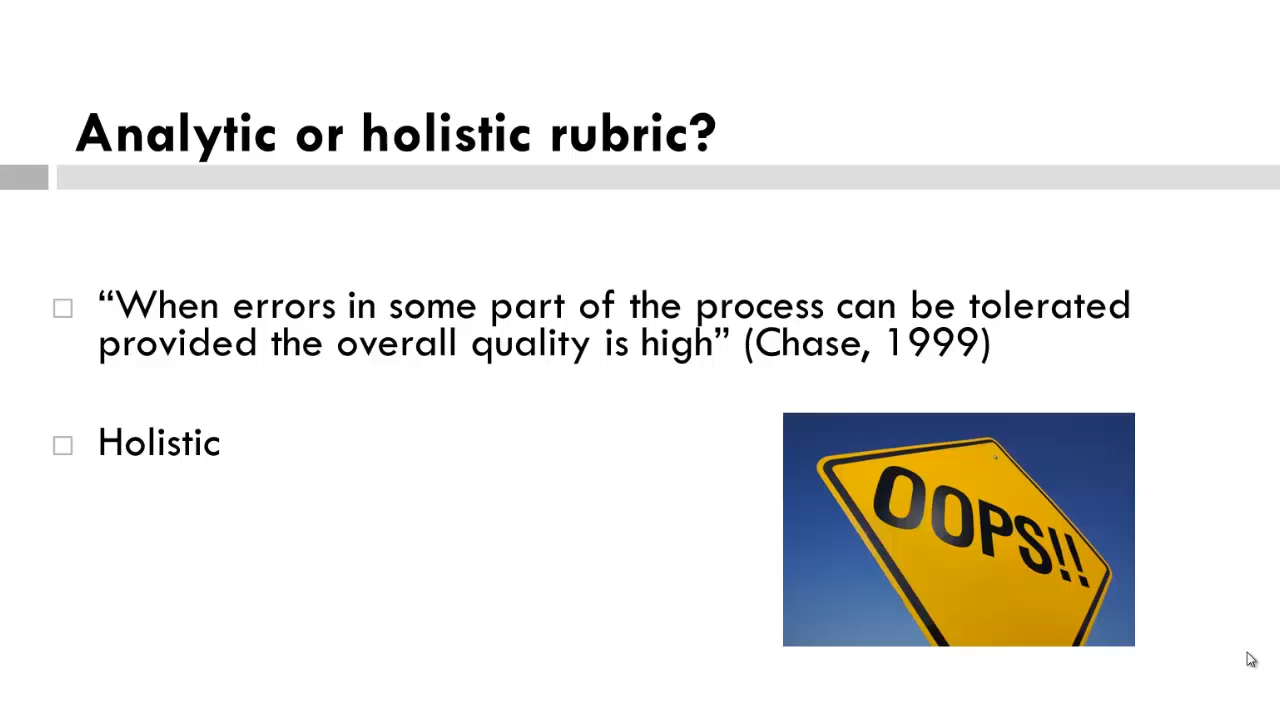 Analytic or holistic rubric?
“When errors in some part of the process can be tolerated
provided the overall quality is high” (Chase, 1999)
Holistic
OOPS!!